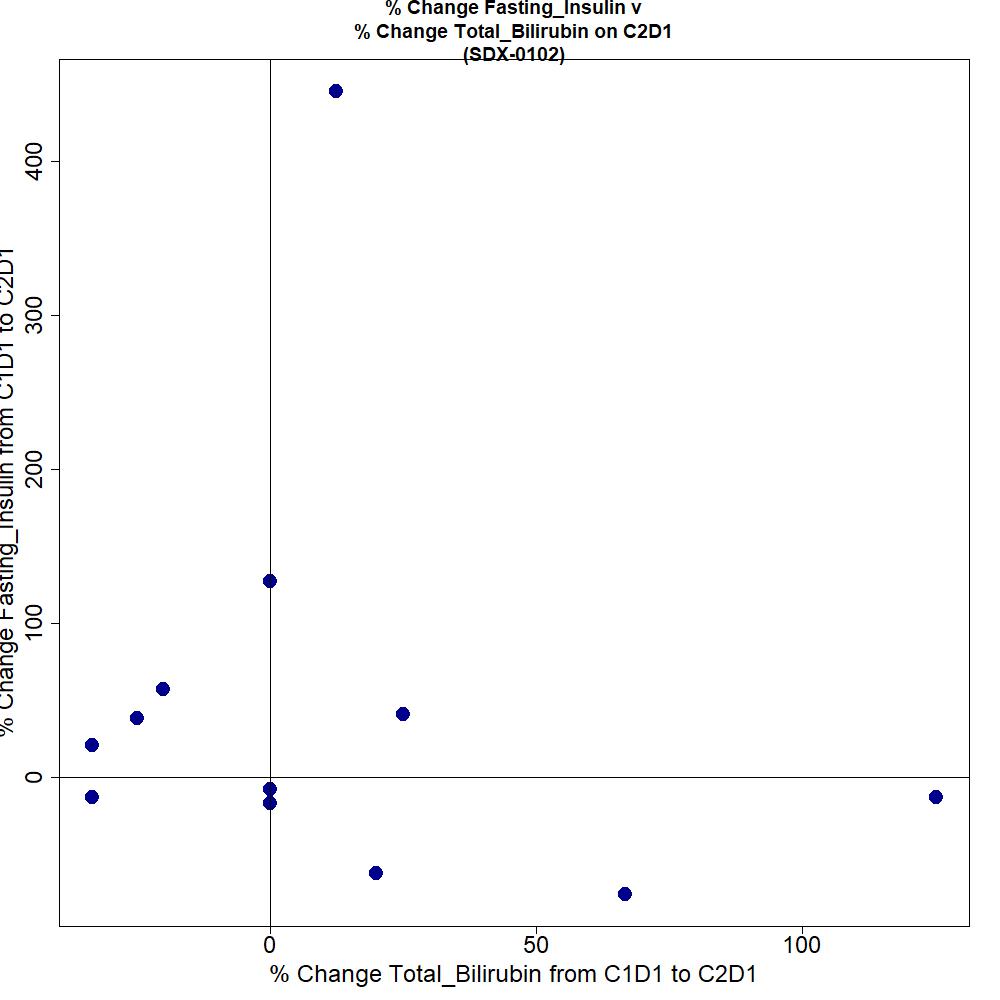 % Change Fasting_Insulin v
% Change Total_Bilirubin on C2D1
(SDX-0102)
% Change Fasting_Insulin from C1D1 to C2D1
400
300
200
100
0
0 50 100
% Change Total_Bilirubin from C1D1 to C2D1